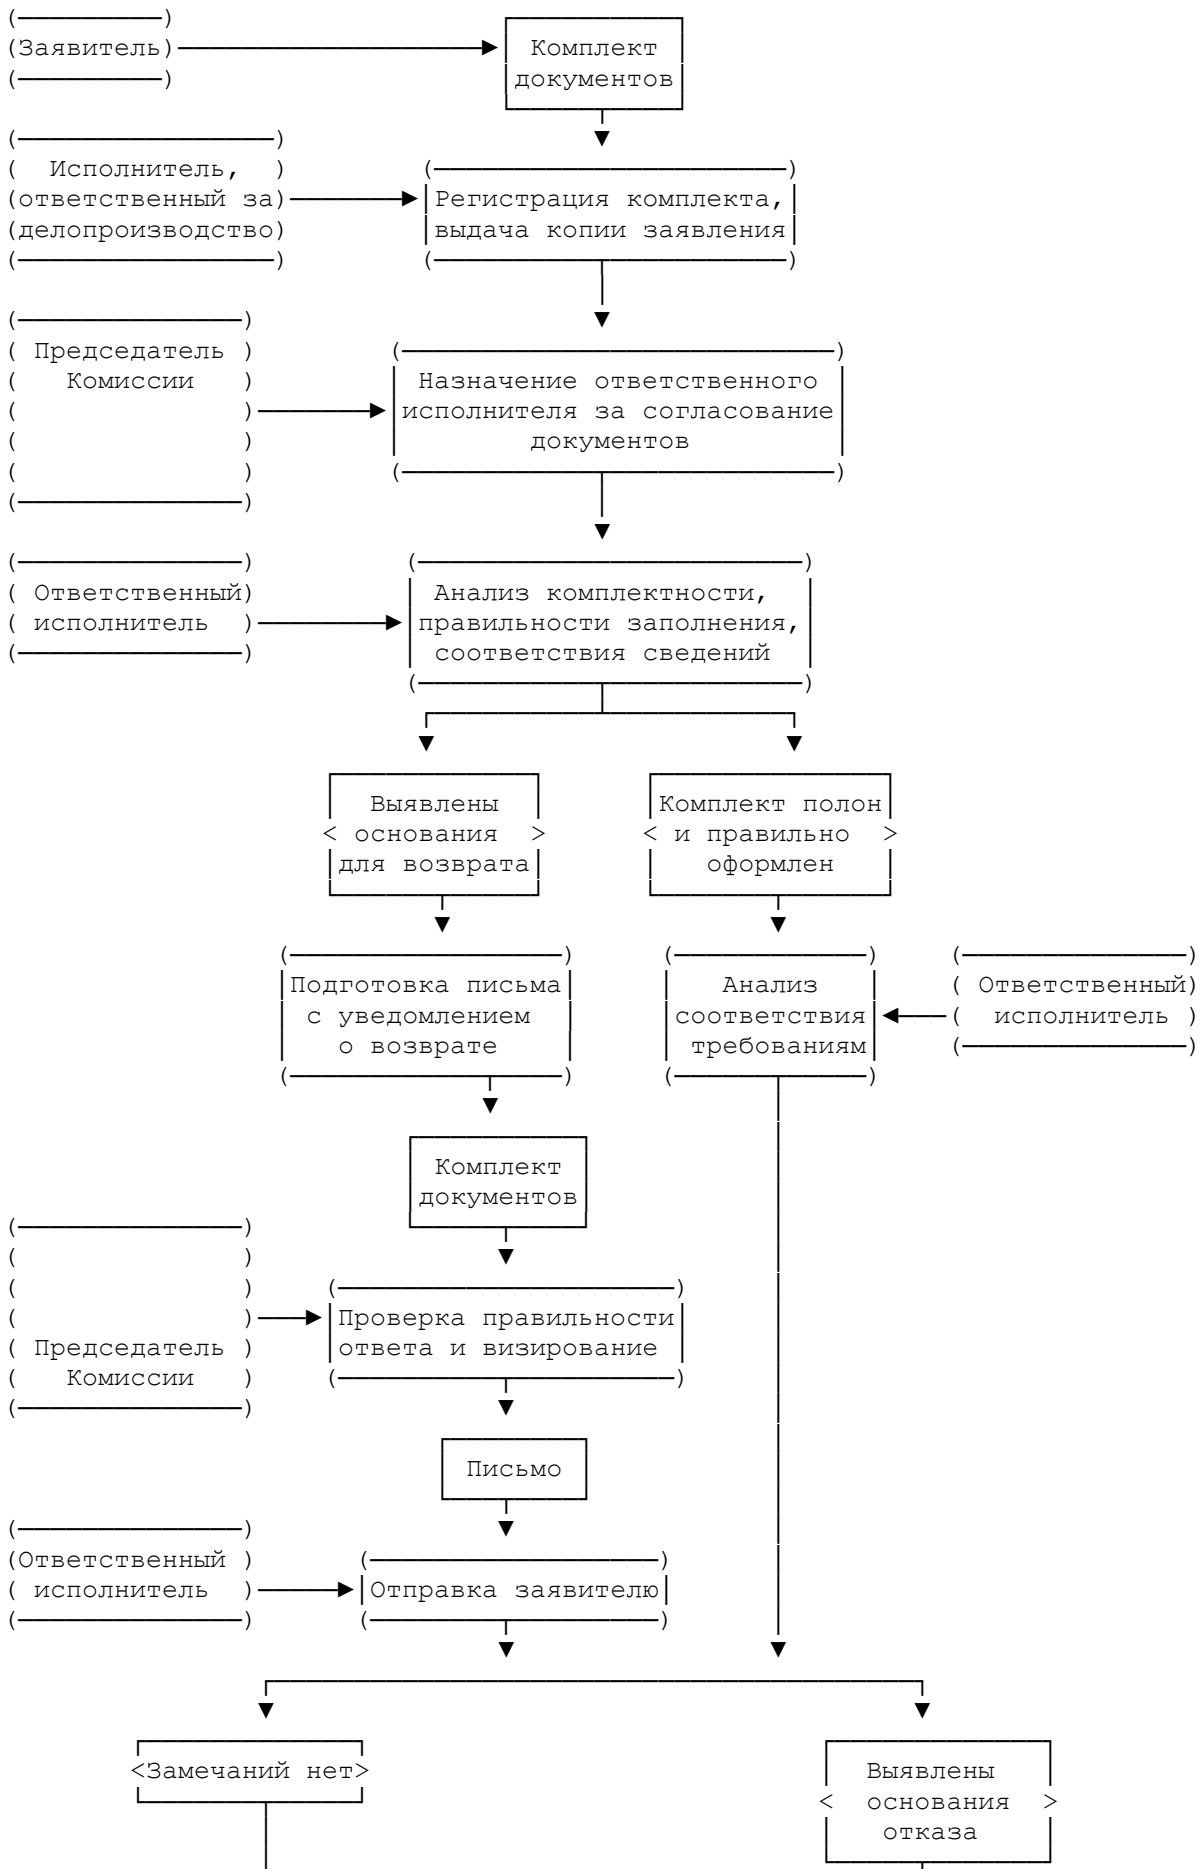 Заявитель
Комплект
документов
Исполнитель,
ответственный за
делопроизводство
Регистрация комплекта,
выдача копии заявления
Председатель
Комиссии
Назначение ответственного
исполнителя за согласование
документов
Ответственный
исполнитель
Анализ комплектности,
правильности заполнения,
соответствия сведений
Выявлены
основания
для возврата
Комплект полон
и правильно
оформлен
Подготовка письма
с уведомлением
о возврате
Анализ
соответствия
требованиям
Ответственный
исполнитель
Комплект
документов
Председатель
Комиссии
Проверка правильности
ответа и визирование
Письмо
Ответственный
исполнитель
Отправка заявителю
Замечаний нет
Выявлены
основания
отказа